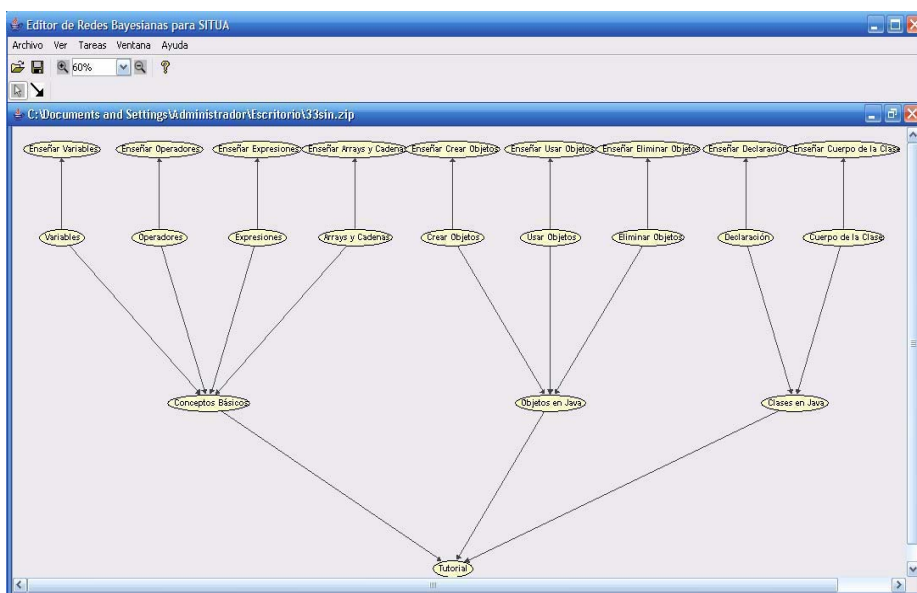 Editor de Redes Bayesianas para SITUA
Archivo Ver Tareas Ventana Ayuda
60%
C:\Documents and Settings\Administrador\Escritorio\33sin.zip
Enseñar Variables Enseñar Operadores Enseñar Expresiones Enseñar Arrays y Cadenas Enseñar Crear Objetos Enseñar Usar Objetos Enseñar Eliminar Objetos Enseñar Declaración Enseñar Cuerpo de la Clase
Variables Operadores Expresiones Arrays y Cadenas Crear Objetos Usar Objetos Eliminar Objetos Declaración Cuerpo de la Clase
Conceptos Básicos Objetos en Java Clases en Java
Tutorial